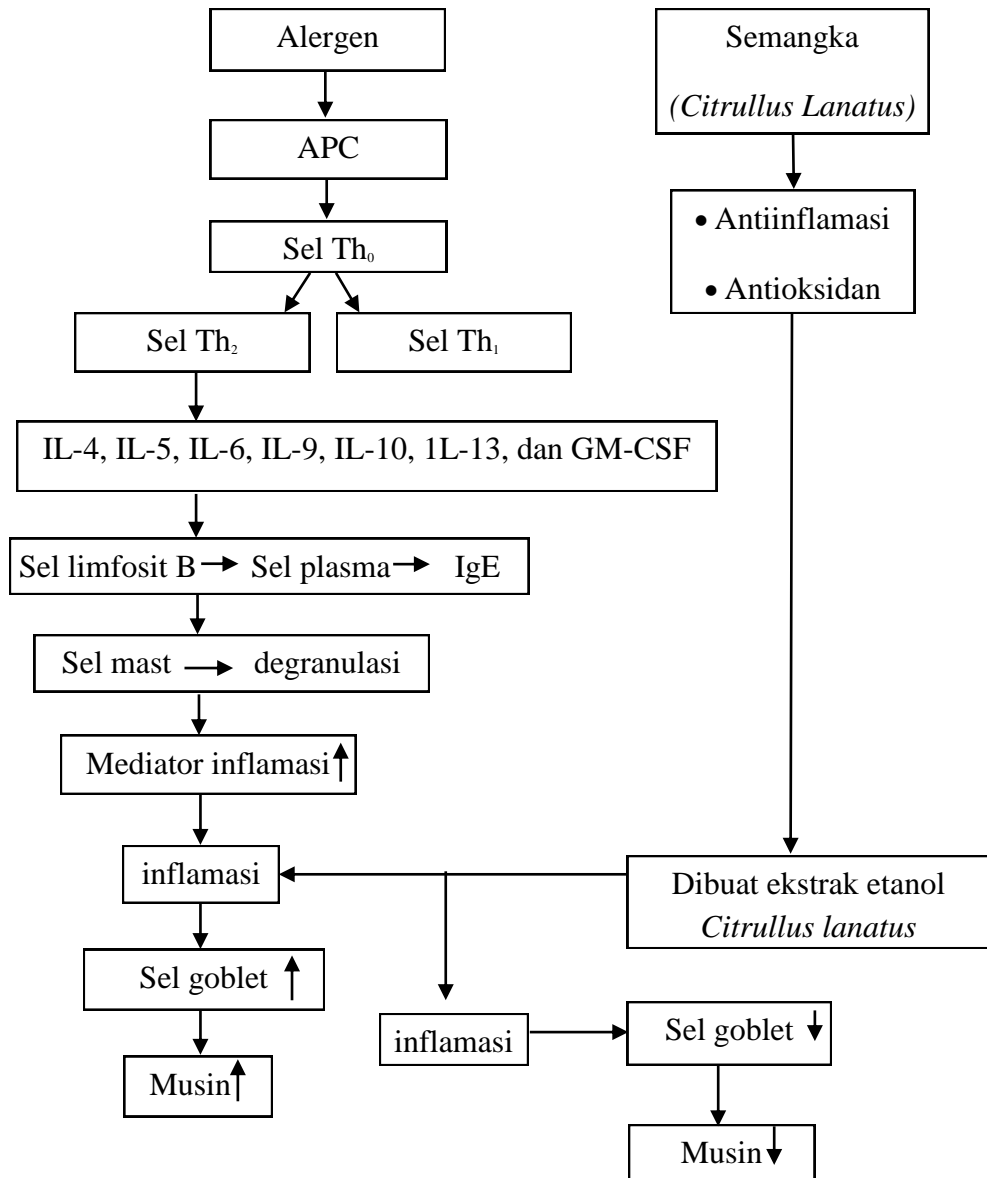 Alergen
APC
Sel Th₀
Sel Th₂
Sel Th₁
IL-4, IL-5, IL-6, IL-9, IL-10, 1L-13, dan GM-CSF
Sel limfosit B → Sel plasma → IgE
Sel mast → degranulasi
Mediator inflamasi ↑
inflamasi
Sel goblet ↑
Musin ↑
Semangka
(Citrullus Lanatus)
• Antiinflamasi
• Antioksidan
Dibuat ekstrak etanol
Citrullus lanatus
inflamasi
Sel goblet ↓
Musin ↓